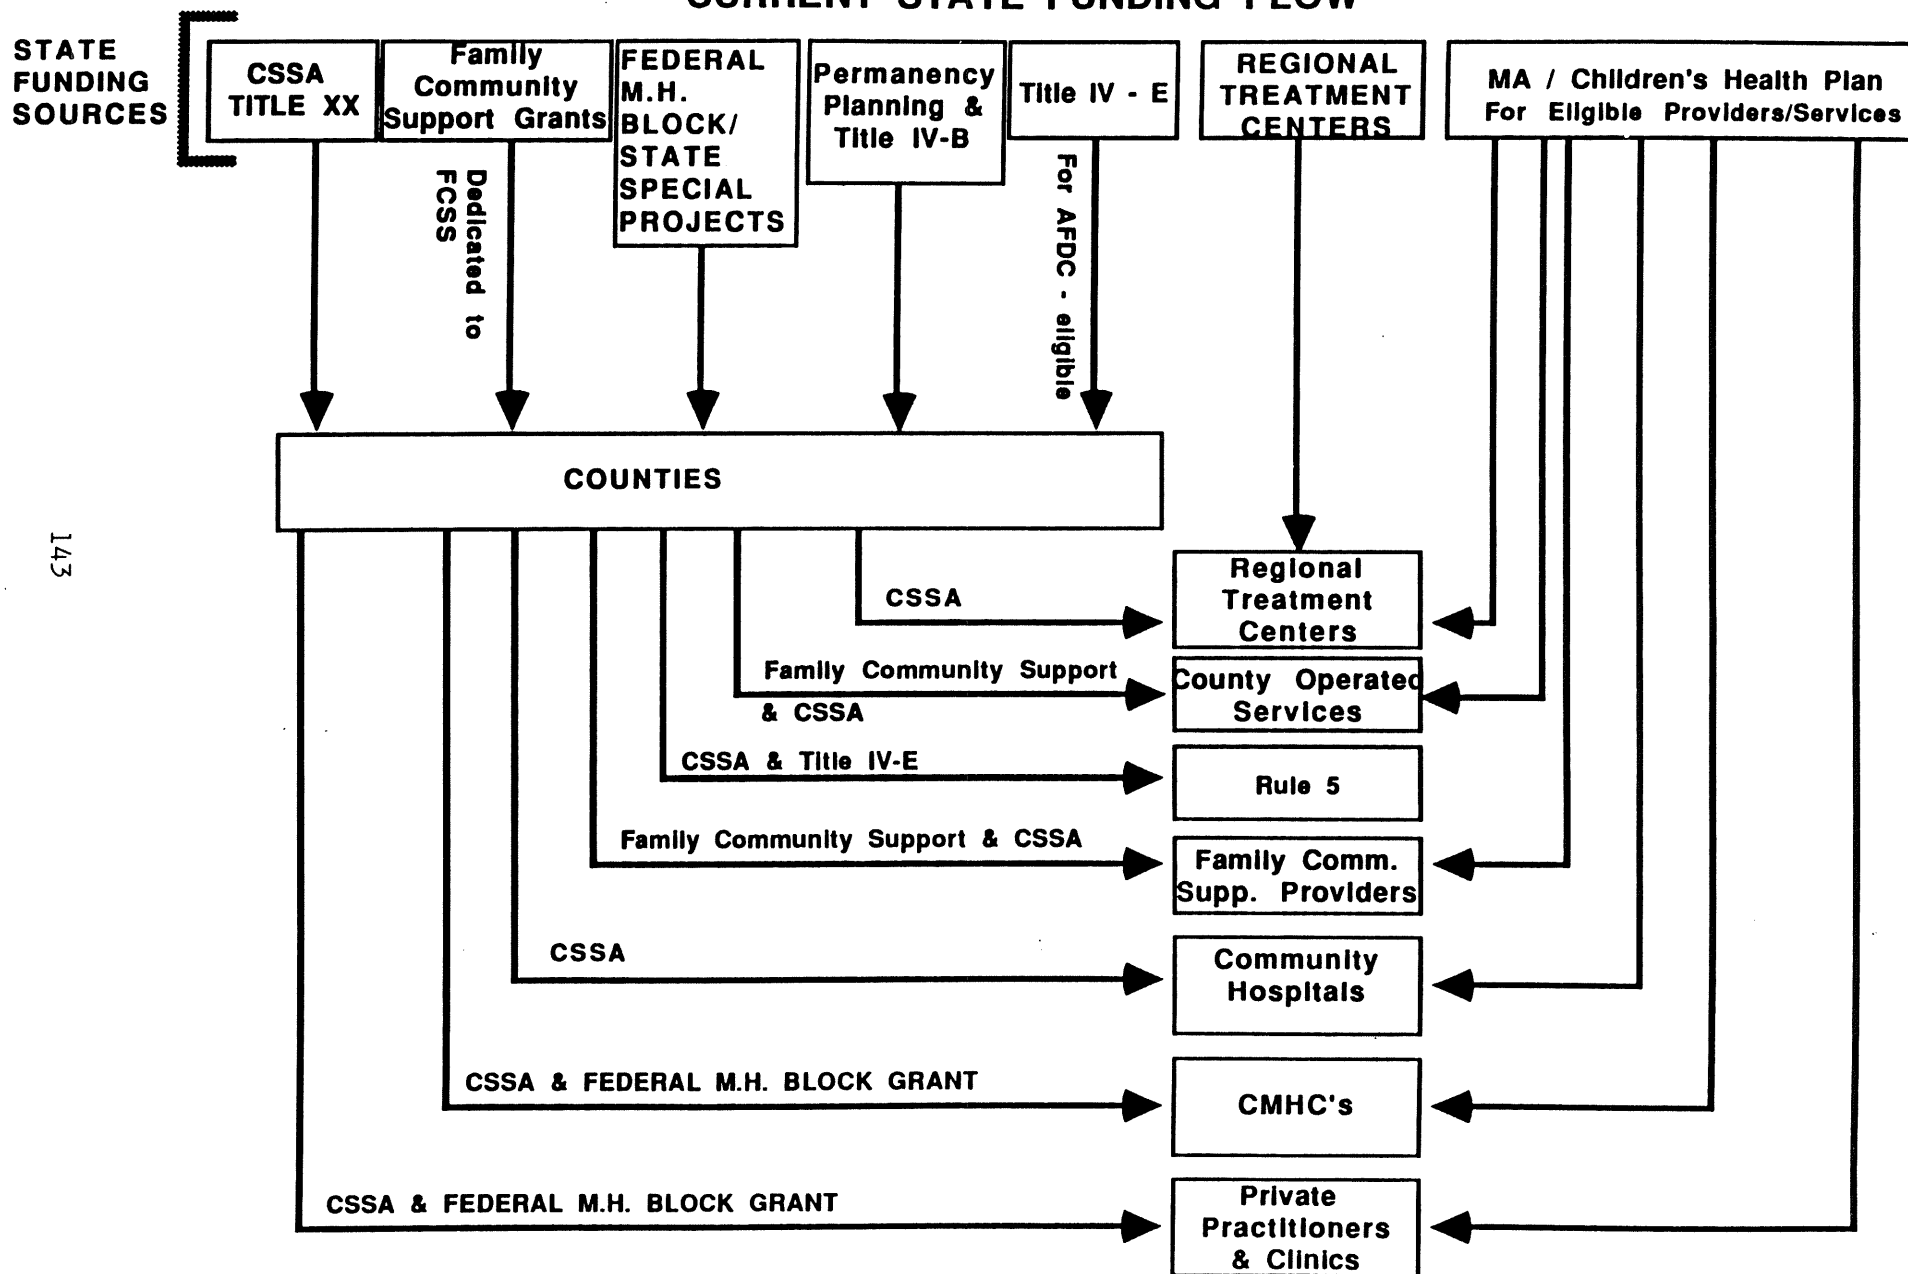 CURRENT STATE FUNDING FLOW
STATE
FUNDING
SOURCES
CSSA
TITLE XX
Family
Community
Support Grants
FEDERAL
M.H.
BLOCK/
STATE
SPECIAL
PROJECTS
Permanency
Planning &
Title IV-B
Title IV - E
REGIONAL
TREATMENT
CENTERS
MA / Children's Health Plan
For Eligible Providers/Services
Dedicated to
FCSS
For AFDC - eligible
COUNTIES
143
CSSA
Regional
Treatment
Centers
Family Community Support
& CSSA
County Operated
Services
CSSA & Title IV-E
Rule 5
Family Community Support & CSSA
Family Comm.
Supp. Providers
CSSA
Community
Hospitals
CSSA & FEDERAL M.H. BLOCK GRANT
CMHC's
CSSA & FEDERAL M.H. BLOCK GRANT
Private
Practitioners
& Clinics